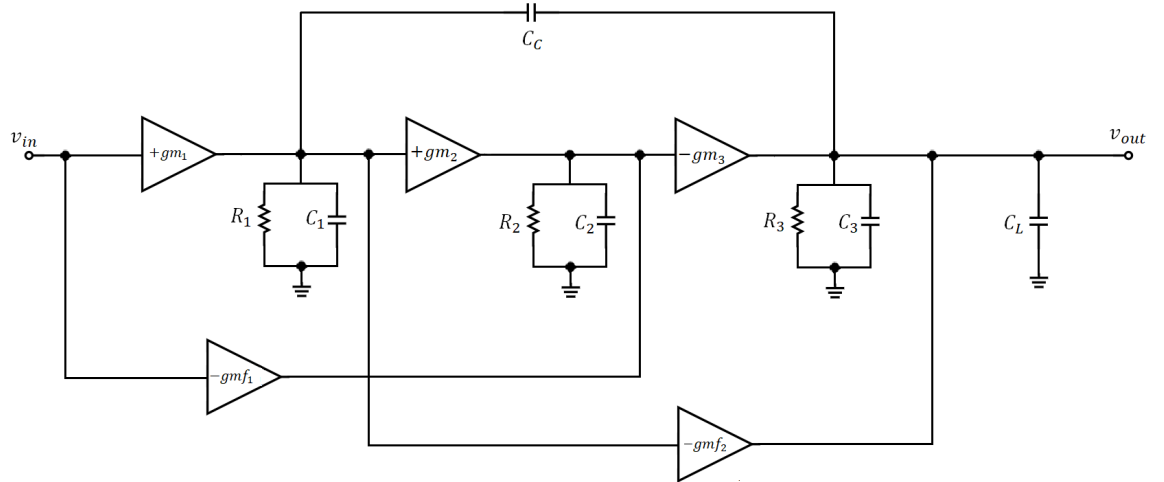 C_C
v_in
+gm_1
+gm_2
−gm_3
v_out
R_1
C_1
R_2
C_2
R_3
C_3
C_L
−gmf_1
−gmf_2